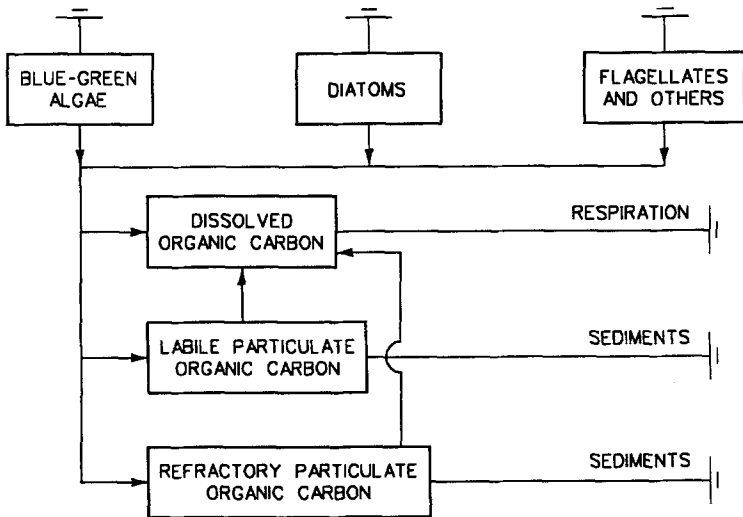 BLUE-GREEN
ALGAE
DIATOMS
FLAGELLATES
AND OTHERS
DISSOLVED
ORGANIC CARBON
RESPIRATION
LABILE PARTICULATE
ORGANIC CARBON
SEDIMENTS
REFRACTORY PARTICULATE
ORGANIC CARBON
SEDIMENTS